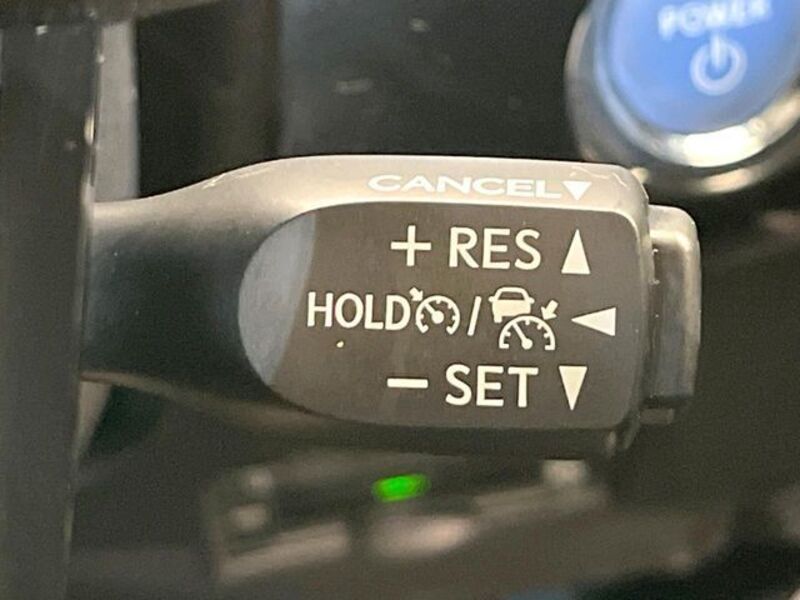 POWER
CANCEL▼
+ RES ▲
HOLD / ◀
− SET ▼